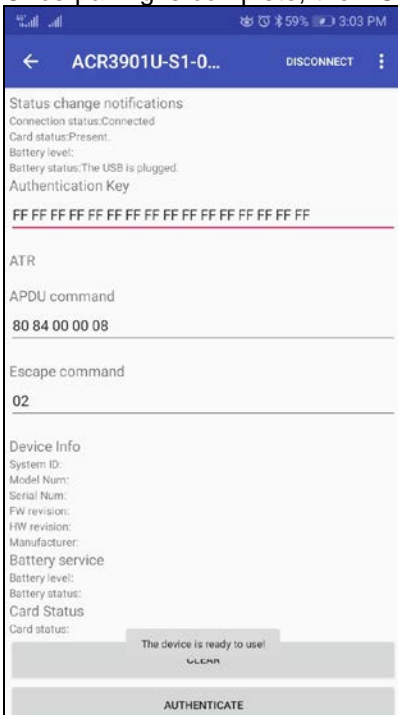 59% 3:03 PM
ACR3901U-S1-0...
DISCONNECT
Status change notifications
Connection status:Connected
Card status:Present.
Battery level:
Battery status:The USB is plugged.
Authentication Key
FF FF FF FF FF FF FF FF FF FF FF FF FF FF FF FF
ATR
APDU command
80 84 00 00 08
Escape command
02
Device Info
System ID:
Model Num:
Serial Num:
FW revision:
HW revision:
Manufacturer:
Battery service
Battery level:
Battery status:
Card Status
Card status:
The device is ready to use!
CLEAR
AUTHENTICATE